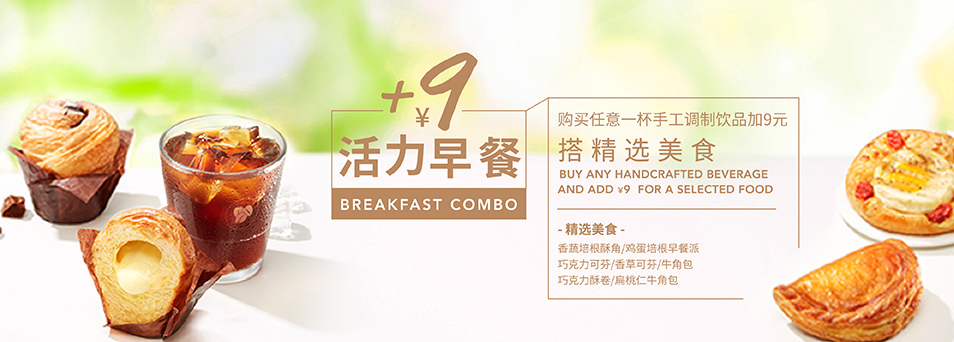 +¥9
活力早餐
BREAKFAST COMBO
购买任意一杯手工调制饮品加9元
搭精选美食
BUY ANY HANDCRAFTED BEVERAGE
AND ADD ¥9 FOR A SELECTED FOOD
- 精选美食 -
香蔬培根酥角/鸡蛋培根早餐派
巧克力可芬/香草可芬/牛角包
巧克力酥卷/扁桃仁牛角包